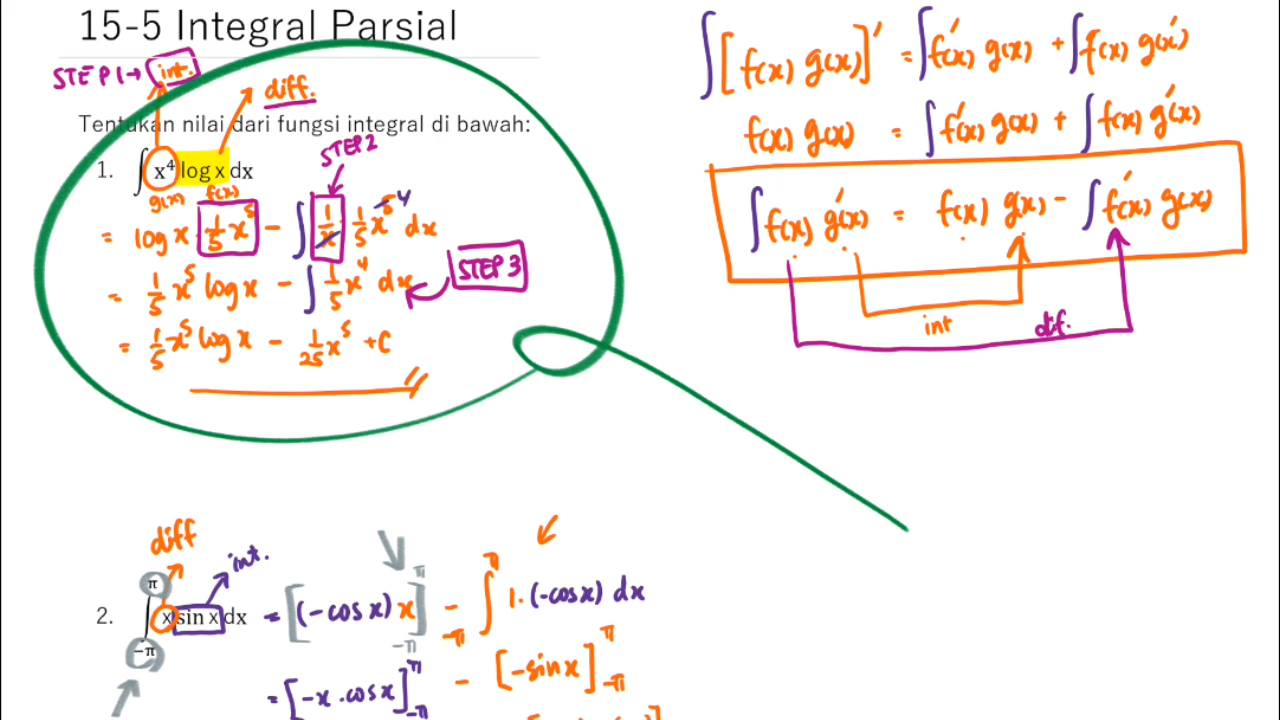 15-5 Integral Parsial
STEP 1→ int.
diff.
Tentukan nilai dari fungsi integral di bawah:
STEP 2
1. ∫ x⁴ log x dx
g(x) f(x)
= log x · 1/5 x⁵ − ∫ 1/x 1/5 x⁵ ⁴ dx
= 1/5 x⁵ log x − ∫ 1/5 x⁴ dx
STEP 3
= 1/5 x⁵ log x − 1/25 x⁵ + C
∫[f(x) g(x)]' = ∫f'(x) g(x) + ∫f(x) g'(x)
f(x) g(x) = ∫f'(x) g(x) + ∫f(x) g'(x)
∫f(x) g'(x) = f(x) g(x) − ∫f'(x) g(x)
int
dif.
diff
int.
2. ∫_{-π}^{π} x sin x dx = [(−cos x) x]_{-π}^{π} − ∫_{-π}^{π} 1·(−cos x) dx
= [−x·cos x]_{-π}^{π} − [−sin x]_{-π}^{π}